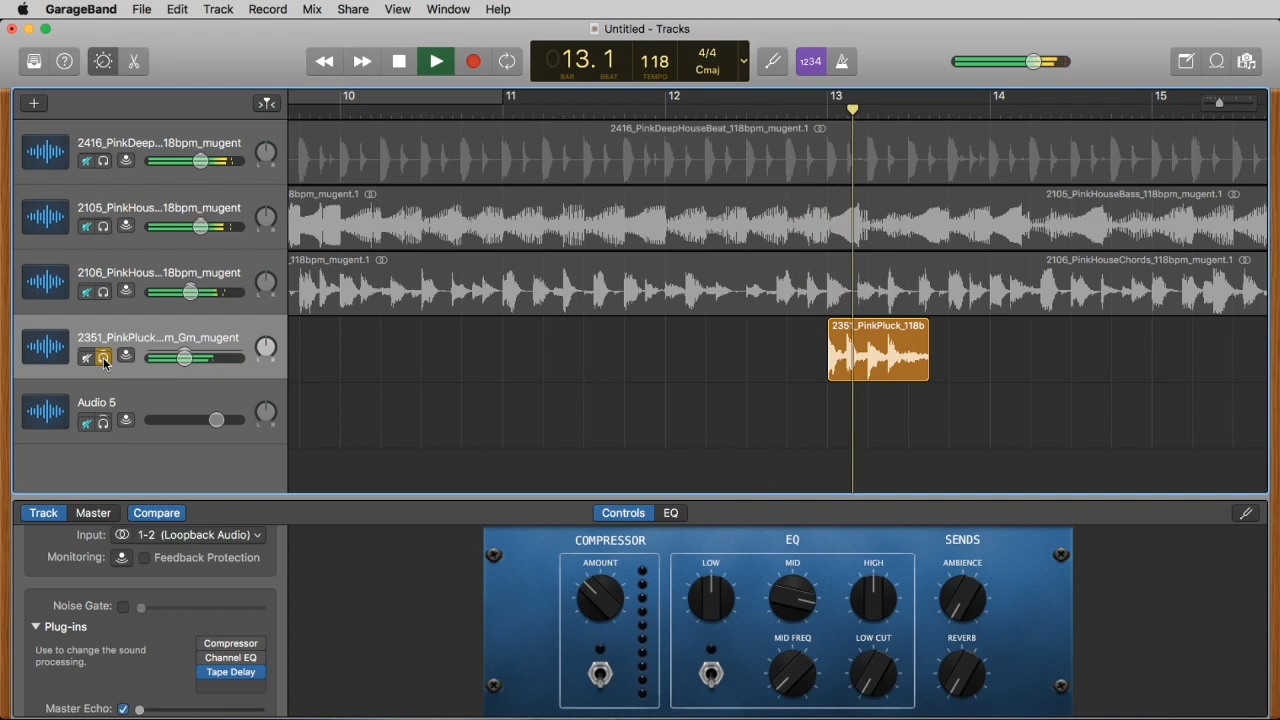 GarageBand File Edit Track Record Mix Share View Window Help
Untitled - Tracks
013. 1 118 4/4 Cmaj
BAR BEAT TEMPO
1234
10 11 12 13 14 15
2416_PinkDeep...18bpm_mugent
2416_PinkDeepHouseBeat_118bpm_mugent.1
L R
2105_PinkHous...18bpm_mugent
8bpm_mugent.1 2105_PinkHouseBass_118bpm_mugent.1
L R
2106_PinkHous...18bpm_mugent
_118bpm_mugent.1 2106_PinkHouseChords_118bpm_mugent.1
L R
2351_PinkPluck...m_Gm_mugent
2351_PinkPluck_118b
L R
Audio 5
L R
Track Master Compare Controls EQ
Input: 1-2 (Loopback Audio)
Monitoring: Feedback Protection
Noise Gate:
Plug-ins
Use to change the sound
processing.
Compressor
Channel EQ
Tape Delay
Master Echo:
COMPRESSOR EQ SENDS
AMOUNT LOW MID HIGH AMBIENCE
MID FREQ LOW CUT REVERB